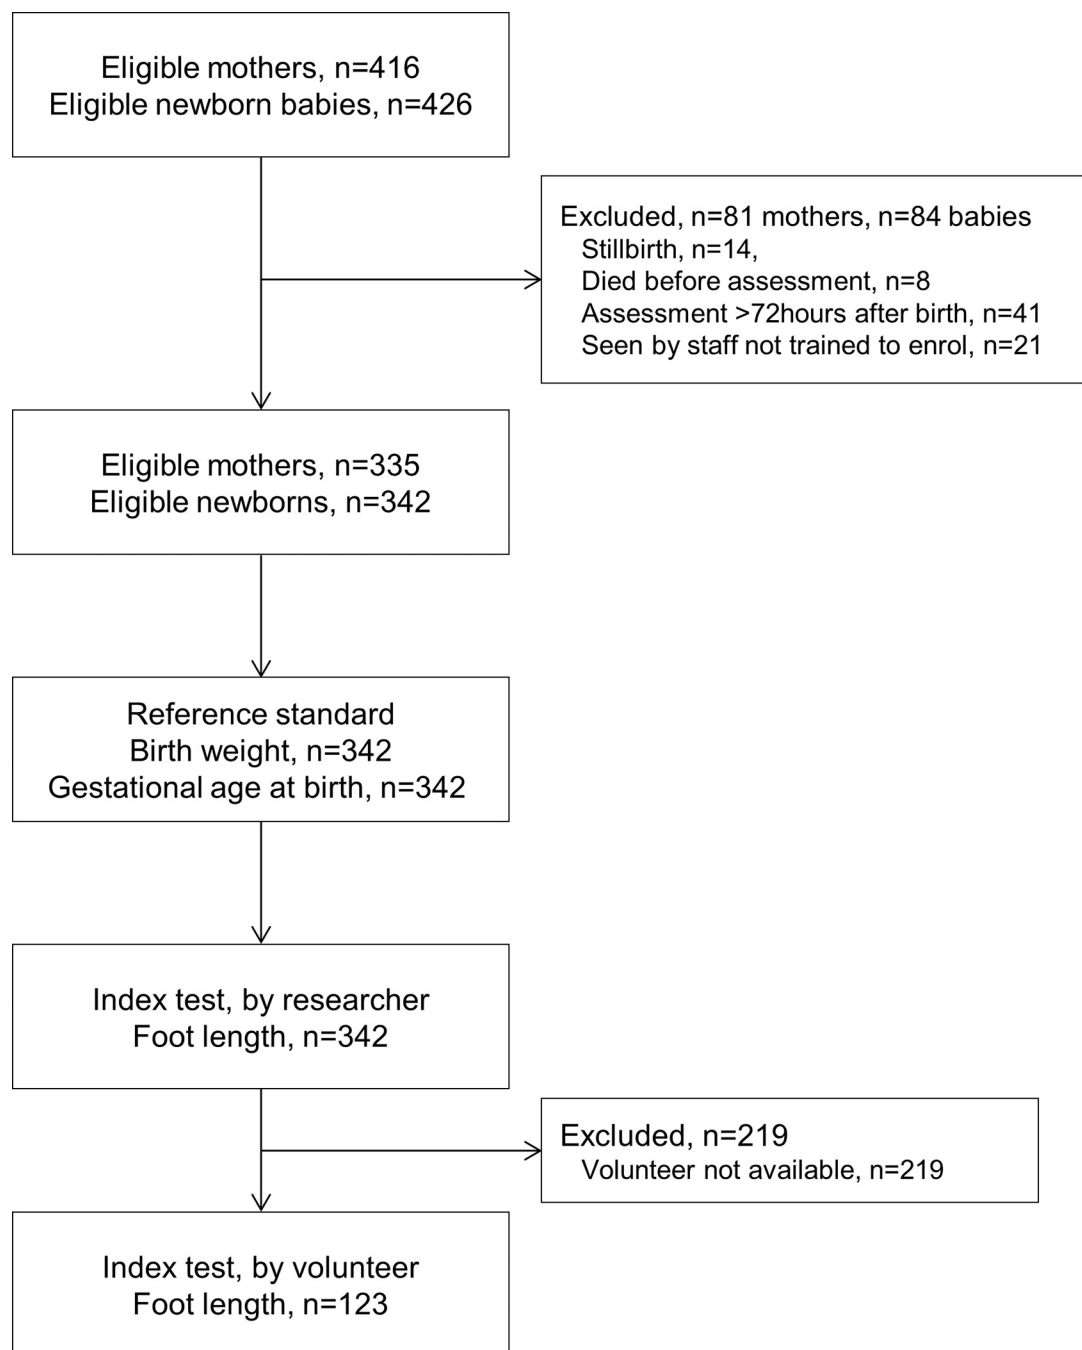 Eligible mothers, n=416
Eligible newborn babies, n=426
Excluded, n=81 mothers, n=84 babies
Stillbirth, n=14,
Died before assessment, n=8
Assessment >72hours after birth, n=41
Seen by staff not trained to enrol, n=21
Eligible mothers, n=335
Eligible newborns, n=342
Reference standard
Birth weight, n=342
Gestational age at birth, n=342
Index test, by researcher
Foot length, n=342
Excluded, n=219
Volunteer not available, n=219
Index test, by volunteer
Foot length, n=123